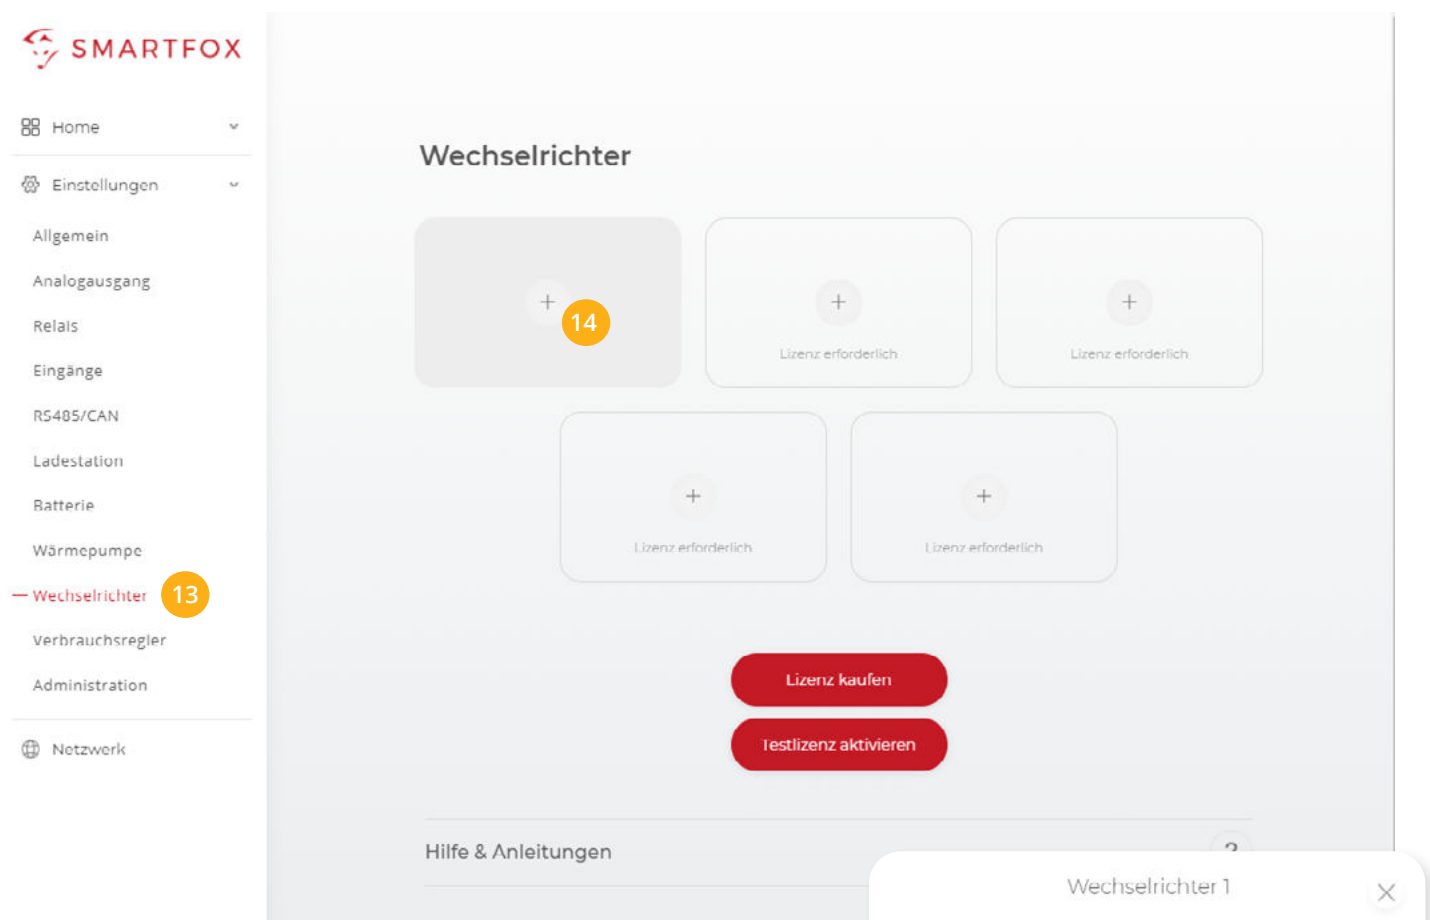 SMARTFOX
Home
Einstellungen
Allgemein
Analogausgang
Relais
Eingänge
RS485/CAN
Ladestation
Batterie
Wärmepumpe
Wechselrichter 13
Verbrauchsregler
Administration
Netzwerk
Wechselrichter
+ 14
+
Lizenz erforderlich
+
Lizenz erforderlich
+
Lizenz erforderlich
+
Lizenz erforderlich
Lizenz kaufen
Testlizenz aktivieren
Hilfe & Anleitungen ?
Wechselrichter 1